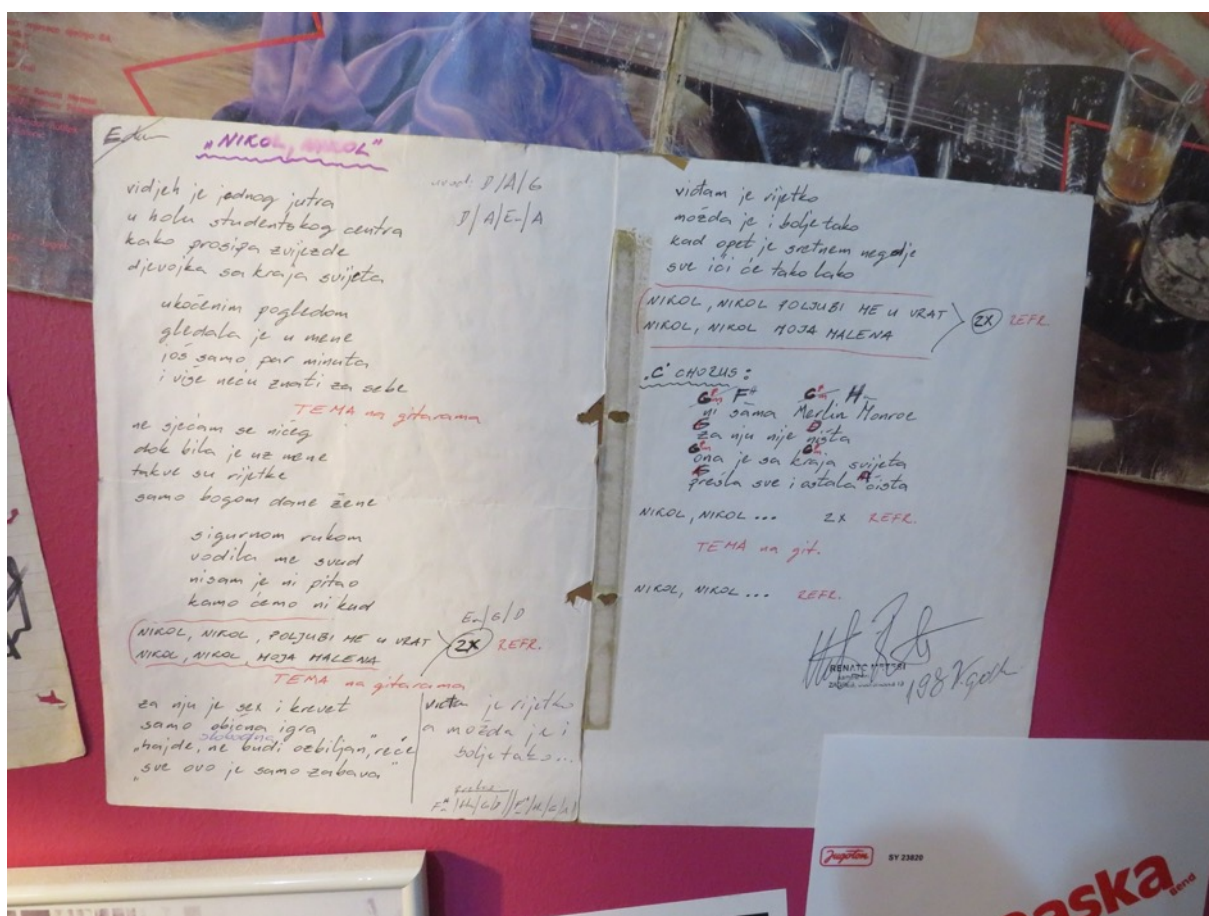 "NIKOL, NIKOL"
uvod: D/A/G
D/A/E-/A
vidjeh je jednog jutra
u holu studentskog centra
kako prosipa zvijezde
djevojka sa kraja svijeta
ukočenim pogledom
gledala je u mene
još samo par minuta
i više neću znati za sebe
TEMA na gitarama
ne sjećam se ničeg
dok bila je uz mene
takve su rijetke
samo bogom dane žene
sigurnom rukom
vodila me svud
nisam je ni pitao
kamo ćemo ni kud
E-/G/D
NIKOL, NIKOL, POLJUBI ME U VRAT
NIKOL, NIKOL, MOJA MALENA
2X REFR.
TEMA na gitarama
za nju je sex i krevet
samo obična igra
slobodna
"hajde, ne budi ozbiljan," reče
"sve ovo je samo zabava"
viđa je rijetko
a možda je i
bolje tako...
viđam je rijetko
možda je i bolje tako
kad opet je sretnem negdje
sve ići će tako lako
NIKOL, NIKOL POLJUBI ME U VRAT
NIKOL, NIKOL MOJA MALENA
2X REFR.
"C" CHORUS:
ni sama Merlin Monroe
za nju nije ništa
ona je sa kraja svijeta
prešla sve i ostala čista
NIKOL, NIKOL... 2X REFR.
TEMA na git.
NIKOL, NIKOL... REFR.
RENATO
198 . god.
Jugoton
SY 23020
aska
Bend